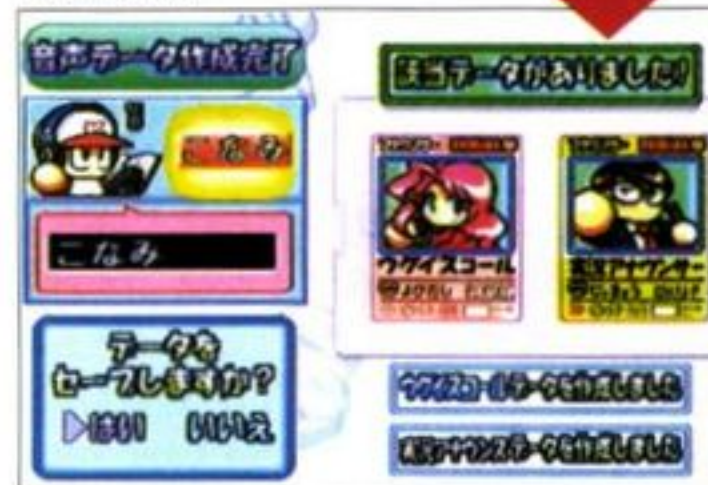 音声データ作成完了
こなみ
こなみ
データを
セーブしますか?
▷はい いいえ
該当データがありました!
ウグイスコール
実況アナウンサー
ウグイスコールデータを作成しました
実況アナウンスデータを作成しました